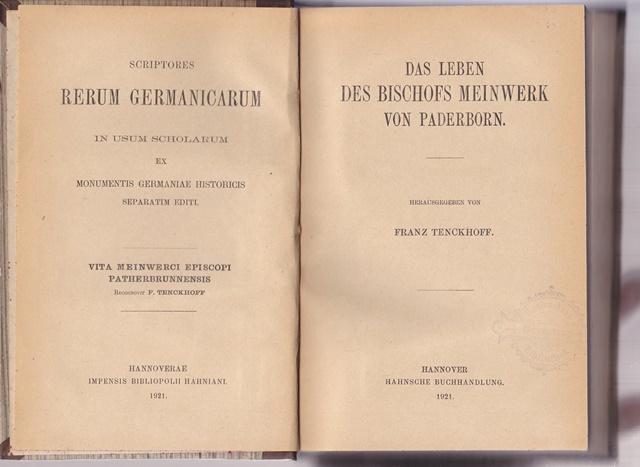 SCRIPTORES
RERUM GERMANICARUM
IN USUM SCHOLARUM
EX
MONUMENTIS GERMANIAE HISTORICIS
SEPARATIM EDITI.
VITA MEINWERCI EPISCOPI
PATHERBRUNNENSIS
RECOGNOVIT F. TENCKHOFF
HANNOVERAE
IMPENSIS BIBLIOPOLII HAHNIANI.
1921.
DAS LEBEN
DES BISCHOFS MEINWERK
VON PADERBORN.
HERAUSGEGEBEN VON
FRANZ TENCKHOFF.
HANNOVER
HAHNSCHE BUCHHANDLUNG.
1921.